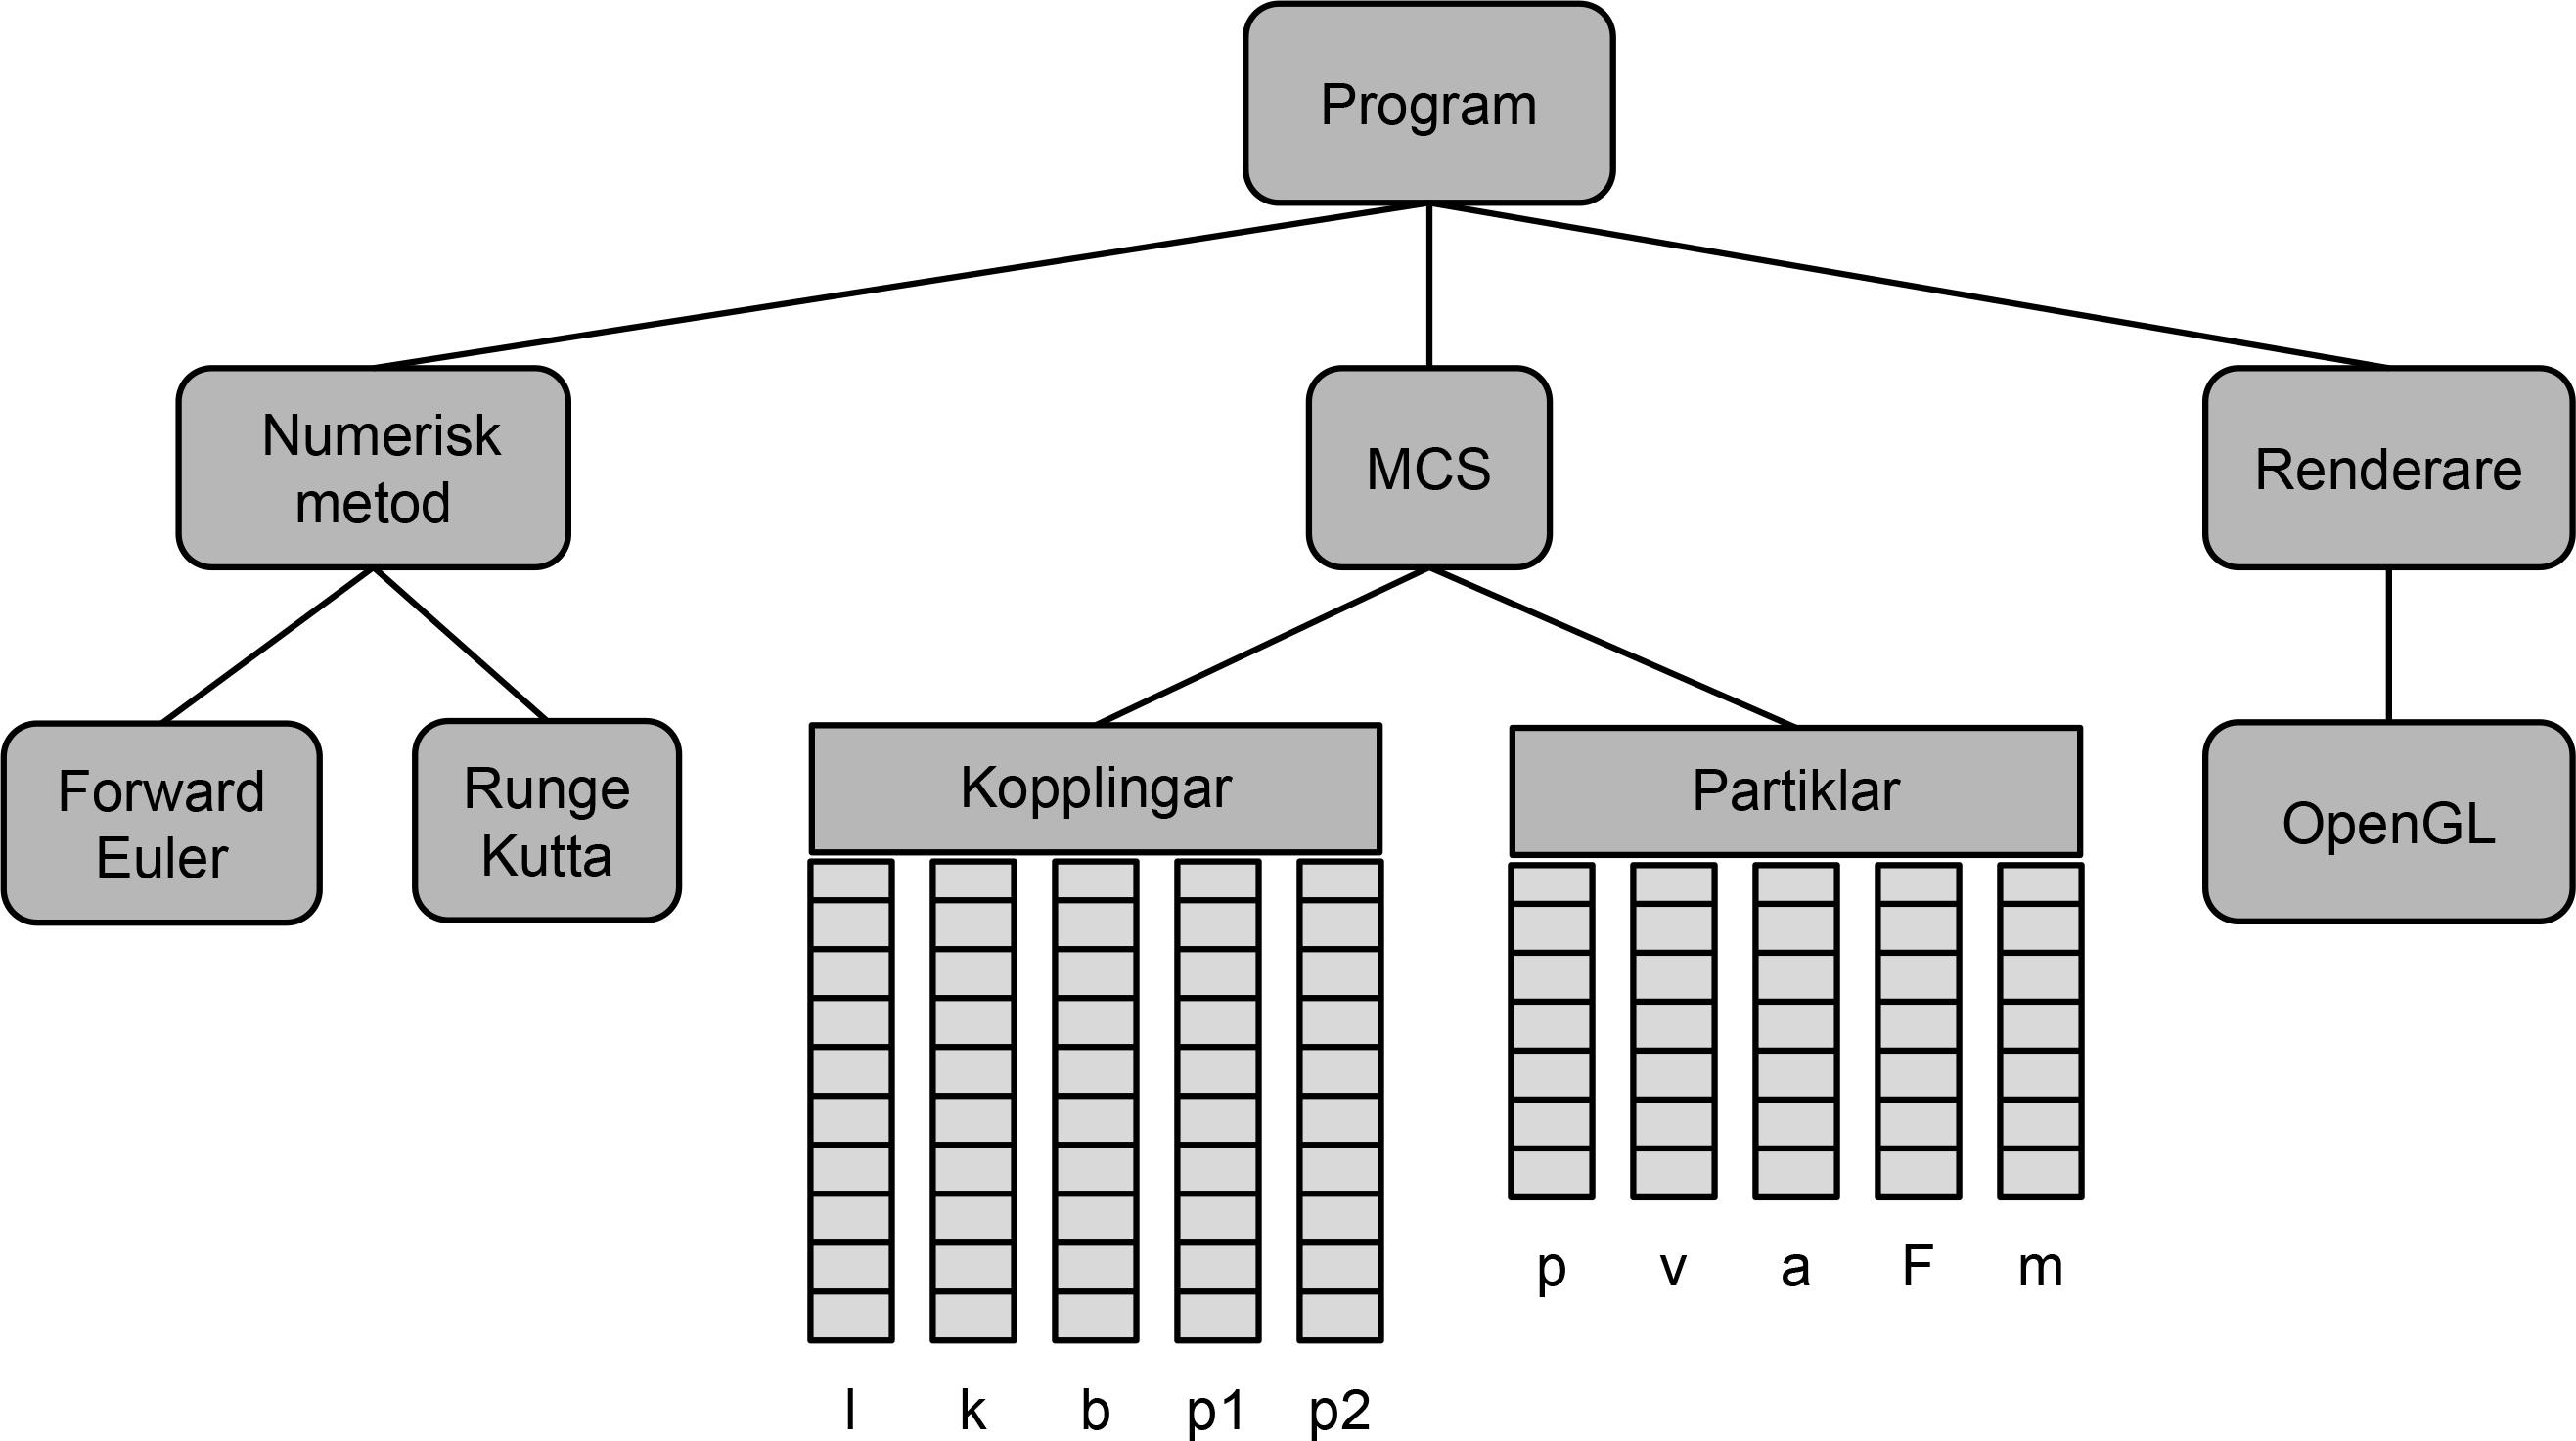 Program
Numerisk
metod
MCS
Renderare
Forward
Euler
Runge
Kutta
Kopplingar
Partiklar
OpenGL
p v a F m
l k b p1 p2